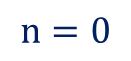 n = 0